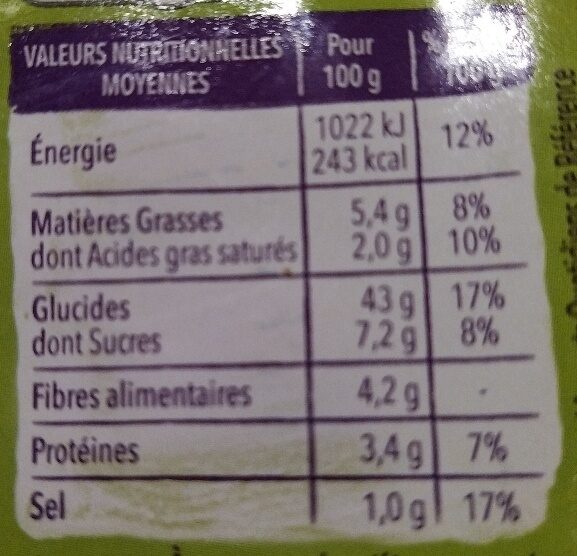 VALEURS NUTRITIONNELLES MOYENNES Pour 100 g %
Énergie 1022 kJ 243 kcal 12%
Matières Grasses 5,4 g 8%
dont Acides gras saturés 2,0 g 10%
Glucides 43 g 17%
dont Sucres 7,2 g 8%
Fibres alimentaires 4,2 g -
Protéines 3,4 g 7%
Sel 1,0 g 17%
de Référence